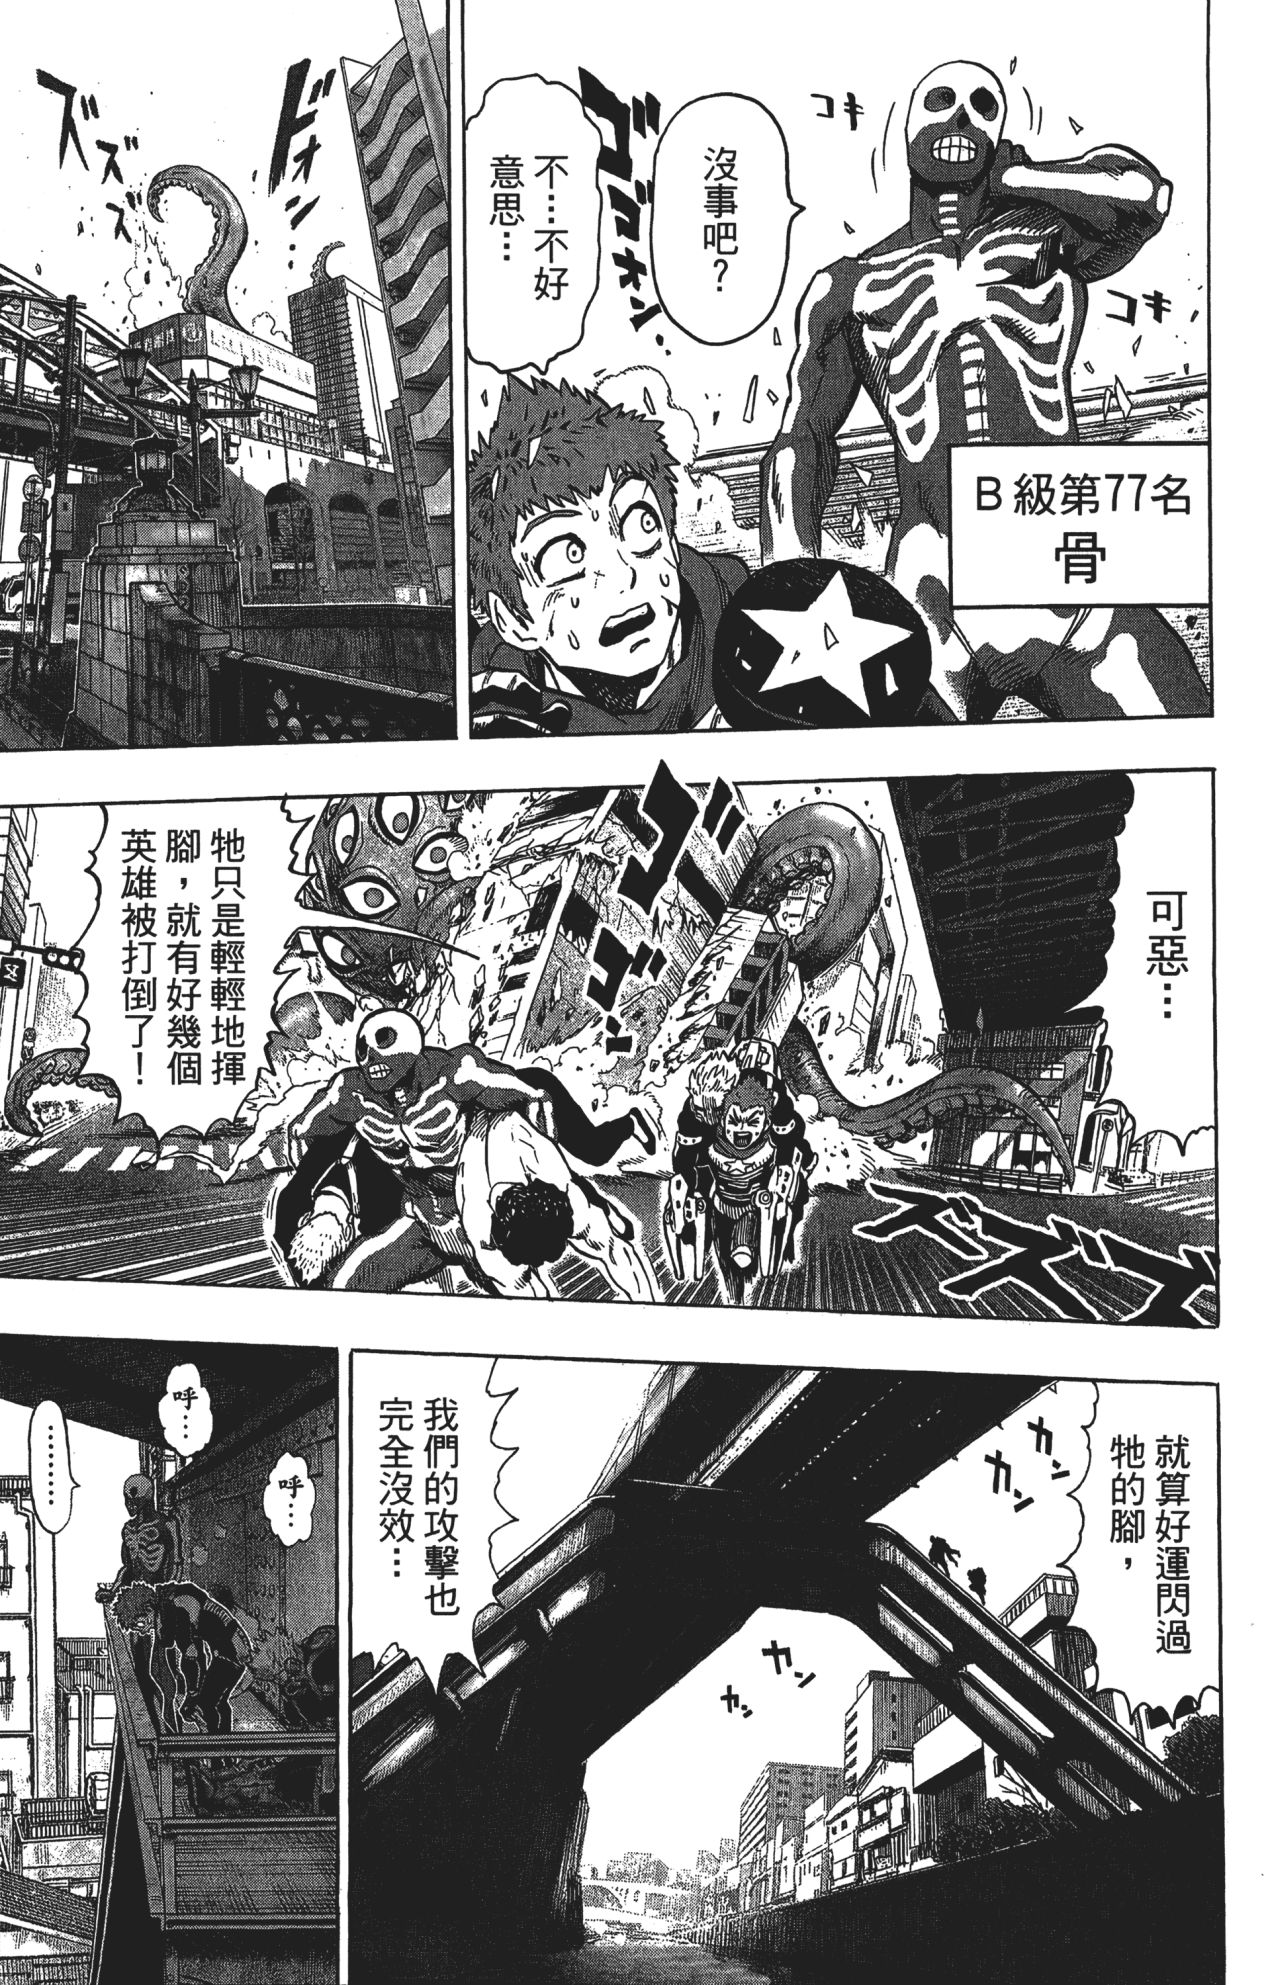 コキ
コキ
ゴゴゴォン
沒事吧？
不…不好
意思…
B級第77名
骨
ドォン…
ズズズズ
可惡…
牠只是輕輕地揮
腳，就有好幾個
英雄被打倒了！
ズズズズ
就算好運閃過
牠的腳，
カン
カン
カン
カン
我們的攻擊也
完全沒效…
呼…
呼…
………